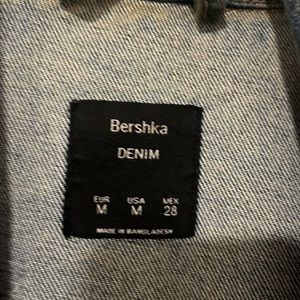 Bershka
DENIM
EUR USA MEX
M M 28
MADE IN BANGLADESH